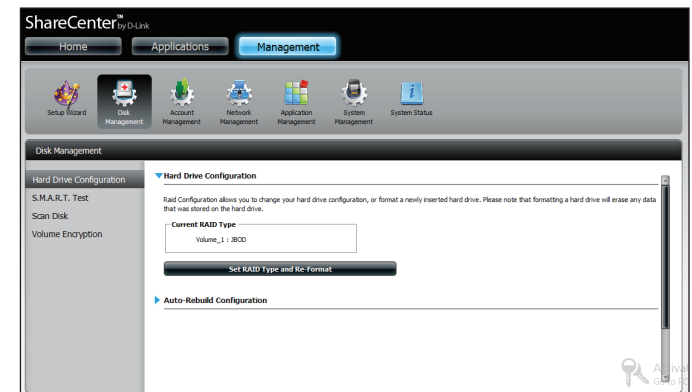 ShareCenter™ by D-Link
Home Applications Management
Setup Wizard Disk Management Account Management Network Management Application Management System Management System Status
Disk Management
Hard Drive Configuration
S.M.A.R.T. Test
Scan Disk
Volume Encryption
Hard Drive Configuration
Raid Configuration allows you to change your hard drive configuration, or format a newly inserted hard drive. Please note that formatting a hard drive will erase any data
that was stored on the hard drive.
Current RAID Type
Volume_1 : JBOD
Set RAID Type and Re-Format
Auto-Rebuild Configuration
Activat
Go to PC